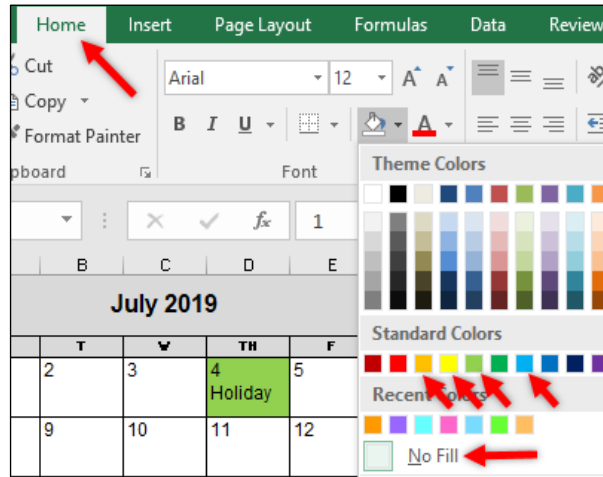 Home Insert Page Layout Formulas Data Review
Cut
Copy
Format Painter
Arial 12 A A
B I U A
pboard Font
Theme Colors
fx 1
B C D E
July 2019
T W TH F
2 3 4 5
Holiday
9 10 11 12
Standard Colors
Recent Colors
No Fill